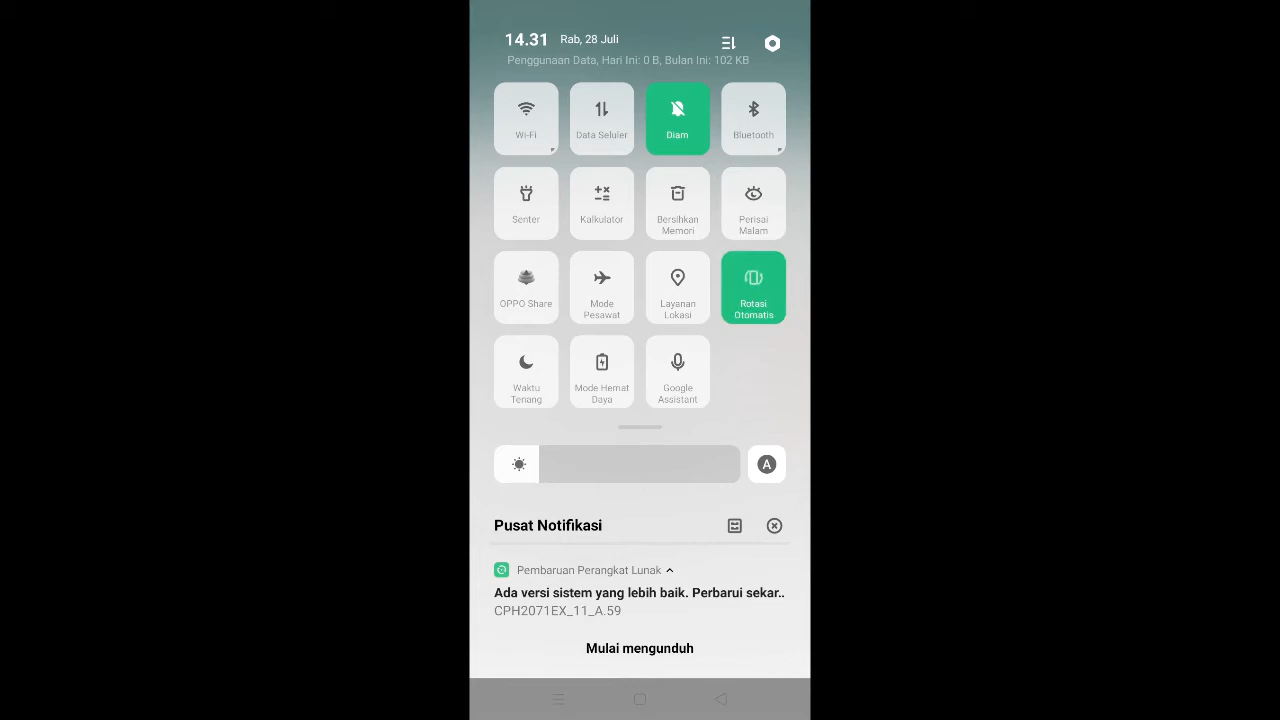 14.31 Rab, 28 Juli
Penggunaan Data, Hari Ini: 0 B, Bulan Ini: 102 KB
Wi-Fi
Data Seluler
Diam
Bluetooth
Senter
Kalkulator
Bersihkan
Memori
Perisai
Malam
OPPO Share
Mode
Pesawat
Layanan
Lokasi
Rotasi
Otomatis
Waktu
Tenang
Mode Hemat
Daya
Google
Assistant
A
Pusat Notifikasi
Pembaruan Perangkat Lunak
Ada versi sistem yang lebih baik. Perbarui sekar..
CPH2071EX_11_A.59
Mulai mengunduh